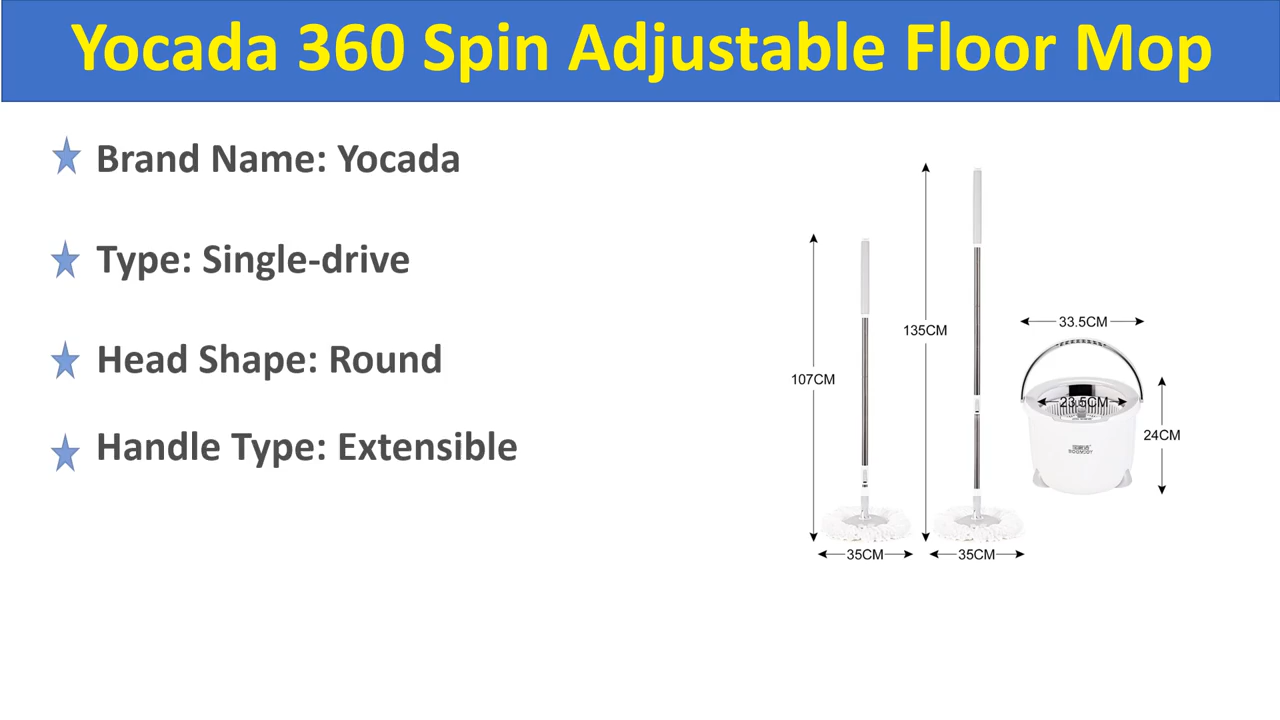 Yocada 360 Spin Adjustable Floor Mop
Brand Name: Yocada
Type: Single-drive
Head Shape: Round
Handle Type: Extensible
107CM
135CM
35CM
35CM
33.5CM
23.5CM
24CM